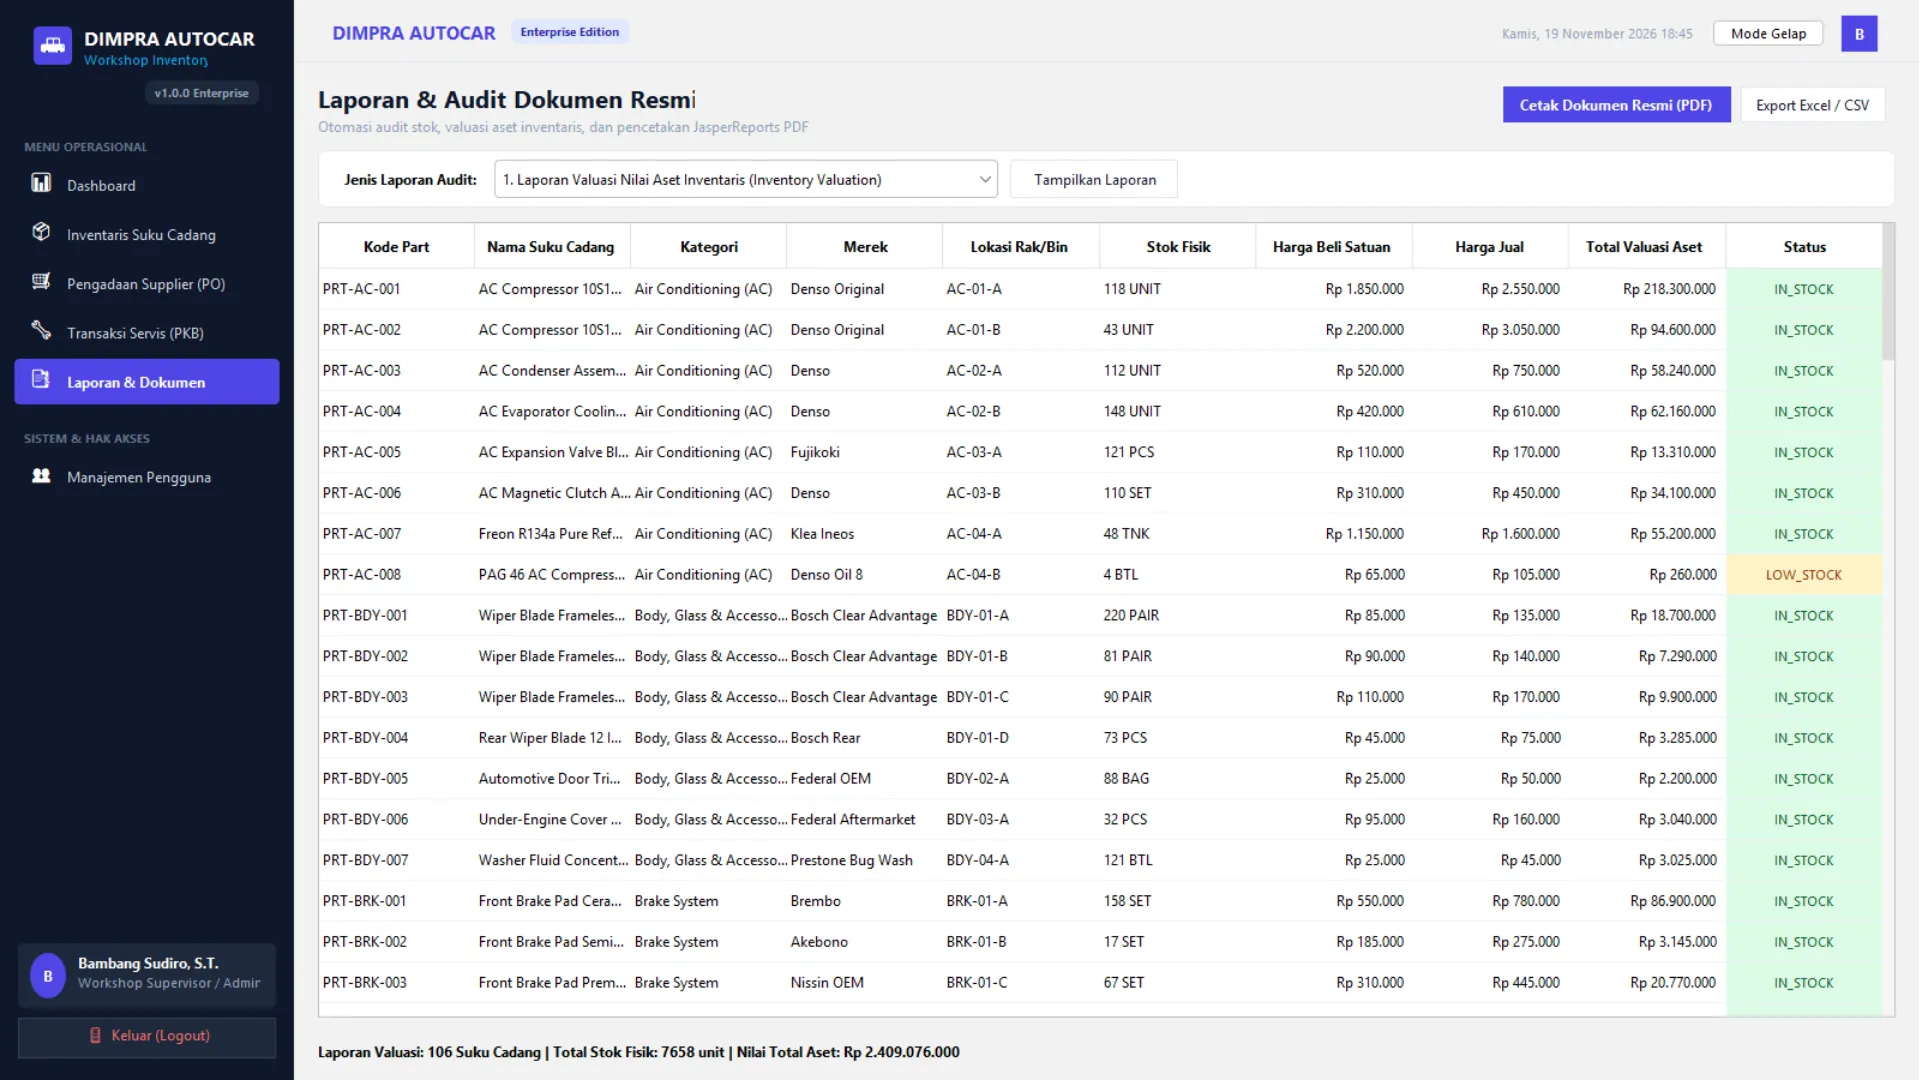 DIMPRA AUTOCAR
Workshop Inventory
v1.0.0 Enterprise
MENU OPERASIONAL
Dashboard
Inventaris Suku Cadang
Pengadaan Supplier (PO)
Transaksi Servis (PKB)
Laporan & Dokumen
SISTEM & HAK AKSES
Manajemen Pengguna
B
Bambang Sudiro, S.T.
Workshop Supervisor / Admin
Keluar (Logout)
DIMPRA AUTOCAR Enterprise Edition
Kamis, 19 November 2026 18:45 Mode Gelap B
Laporan & Audit Dokumen Resmi
Otomasi audit stok, valuasi aset inventaris, dan pencetakan JasperReports PDF
Cetak Dokumen Resmi (PDF) Export Excel / CSV
Jenis Laporan Audit: 1. Laporan Valuasi Nilai Aset Inventaris (Inventory Valuation) Tampilkan Laporan
Kode Part Nama Suku Cadang Kategori Merek Lokasi Rak/Bin Stok Fisik Harga Beli Satuan Harga Jual Total Valuasi Aset Status
PRT-AC-001 AC Compressor 10S1... Air Conditioning (AC) Denso Original AC-01-A 118 UNIT Rp 1.850.000 Rp 2.550.000 Rp 218.300.000 IN_STOCK
PRT-AC-002 AC Compressor 10S1... Air Conditioning (AC) Denso Original AC-01-B 43 UNIT Rp 2.200.000 Rp 3.050.000 Rp 94.600.000 IN_STOCK
PRT-AC-003 AC Condenser Assem... Air Conditioning (AC) Denso AC-02-A 112 UNIT Rp 520.000 Rp 750.000 Rp 58.240.000 IN_STOCK
PRT-AC-004 AC Evaporator Coolin... Air Conditioning (AC) Denso AC-02-B 148 UNIT Rp 420.000 Rp 610.000 Rp 62.160.000 IN_STOCK
PRT-AC-005 AC Expansion Valve Bl... Air Conditioning (AC) Fujikoki AC-03-A 121 PCS Rp 110.000 Rp 170.000 Rp 13.310.000 IN_STOCK
PRT-AC-006 AC Magnetic Clutch A... Air Conditioning (AC) Denso AC-03-B 110 SET Rp 310.000 Rp 450.000 Rp 34.100.000 IN_STOCK
PRT-AC-007 Freon R134a Pure Ref... Air Conditioning (AC) Klea Ineos AC-04-A 48 TNK Rp 1.150.000 Rp 1.600.000 Rp 55.200.000 IN_STOCK
PRT-AC-008 PAG 46 AC Compress... Air Conditioning (AC) Denso Oil 8 AC-04-B 4 BTL Rp 65.000 Rp 105.000 Rp 260.000 LOW_STOCK
PRT-BDY-001 Wiper Blade Frameles... Body, Glass & Accesso... Bosch Clear Advantage BDY-01-A 220 PAIR Rp 85.000 Rp 135.000 Rp 18.700.000 IN_STOCK
PRT-BDY-002 Wiper Blade Frameles... Body, Glass & Accesso... Bosch Clear Advantage BDY-01-B 81 PAIR Rp 90.000 Rp 140.000 Rp 7.290.000 IN_STOCK
PRT-BDY-003 Wiper Blade Frameles... Body, Glass & Accesso... Bosch Clear Advantage BDY-01-C 90 PAIR Rp 110.000 Rp 170.000 Rp 9.900.000 IN_STOCK
PRT-BDY-004 Rear Wiper Blade 12 I... Body, Glass & Accesso... Bosch Rear BDY-01-D 73 PCS Rp 45.000 Rp 75.000 Rp 3.285.000 IN_STOCK
PRT-BDY-005 Automotive Door Tri... Body, Glass & Accesso... Federal OEM BDY-02-A 88 BAG Rp 25.000 Rp 50.000 Rp 2.200.000 IN_STOCK
PRT-BDY-006 Under-Engine Cover ... Body, Glass & Accesso... Federal Aftermarket BDY-03-A 32 PCS Rp 95.000 Rp 160.000 Rp 3.040.000 IN_STOCK
PRT-BDY-007 Washer Fluid Concent... Body, Glass & Accesso... Prestone Bug Wash BDY-04-A 121 BTL Rp 25.000 Rp 45.000 Rp 3.025.000 IN_STOCK
PRT-BRK-001 Front Brake Pad Cera... Brake System Brembo BRK-01-A 158 SET Rp 550.000 Rp 780.000 Rp 86.900.000 IN_STOCK
PRT-BRK-002 Front Brake Pad Semi... Brake System Akebono BRK-01-B 17 SET Rp 185.000 Rp 275.000 Rp 3.145.000 IN_STOCK
PRT-BRK-003 Front Brake Pad Prem... Brake System Nissin OEM BRK-01-C 67 SET Rp 310.000 Rp 445.000 Rp 20.770.000 IN_STOCK
Laporan Valuasi: 106 Suku Cadang | Total Stok Fisik: 7658 unit | Nilai Total Aset: Rp 2.409.076.000